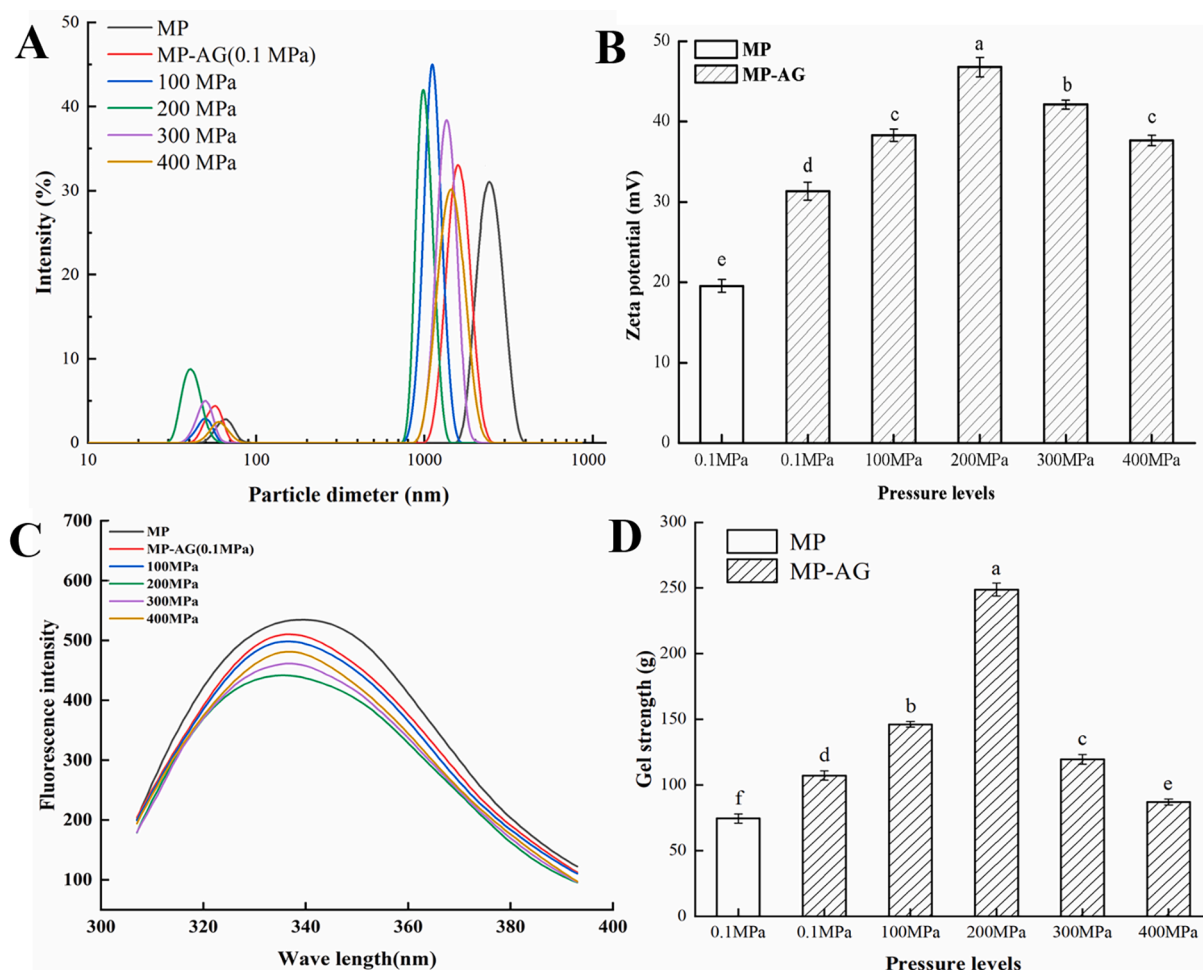 A
50
40
30
20
10
0
Intensity (%)
MP
MP-AG(0.1 MPa)
100 MPa
200 MPa
300 MPa
400 MPa
10
100
1000
1000
Particle dimeter (nm)
B
50
40
30
20
10
0
Zeta potential (mV)
MP
MP-AG
e
d
c
a
b
c
0.1MPa
0.1MPa
100MPa
200MPa
300MPa
400MPa
Pressure levels
C
700
600
500
400
300
200
100
Fluorescence intensity
MP
MP-AG(0.1MPa)
100MPa
200MPa
300MPa
400MPa
300
320
340
360
380
400
Wave length(nm)
D
300
250
200
150
100
50
0
Gel strength (g)
MP
MP-AG
f
d
b
a
c
e
0.1MPa
0.1MPa
100MPa
200MPa
300MPa
400MPa
Pressure levels